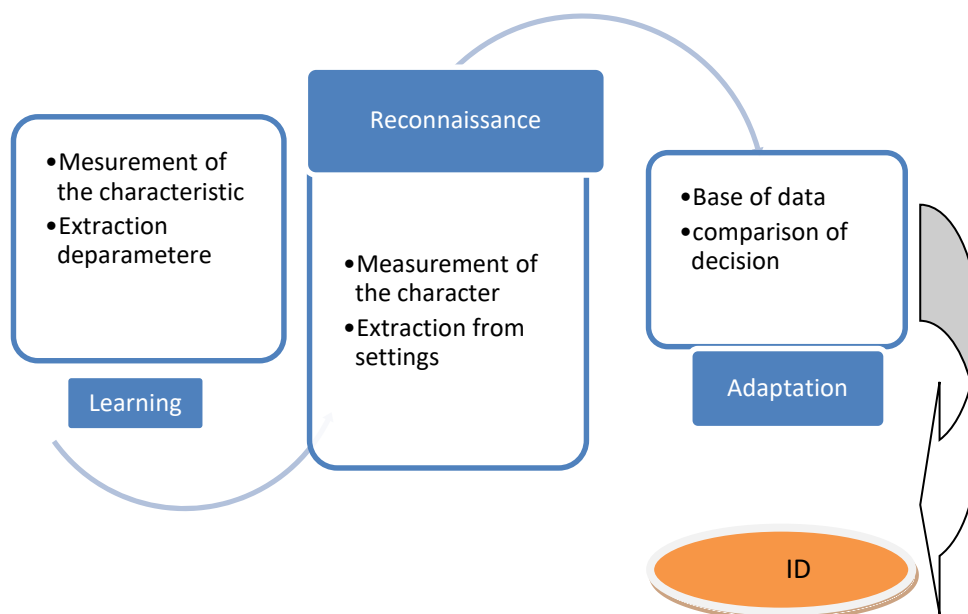 •Mesurement of
the characteristic
•Extraction
deparametere
Learning
Reconnaissance
•Measurement of
the character
•Extraction from
settings
•Base of data
•comparison of
decision
Adaptation
ID